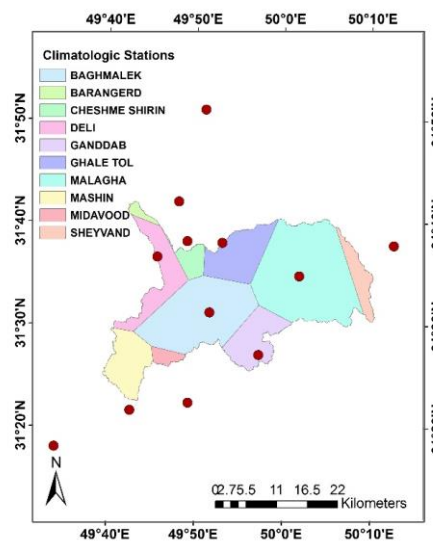 49°40'E 49°50'E 50°0'E 50°10'E
Climatologic Stations
BAGHMALEK
BARANGERD
CHESHME SHIRIN
DELI
GANDDAB
GHALE TOL
MALAGHA
MASHIN
MIDAVOOD
SHEYVAND
31°50'N
31°40'N
31°30'N
31°20'N
N
0 2.75 5.5 11 16.5 22
Kilometers
49°40'E 49°50'E 50°0'E 50°10'E